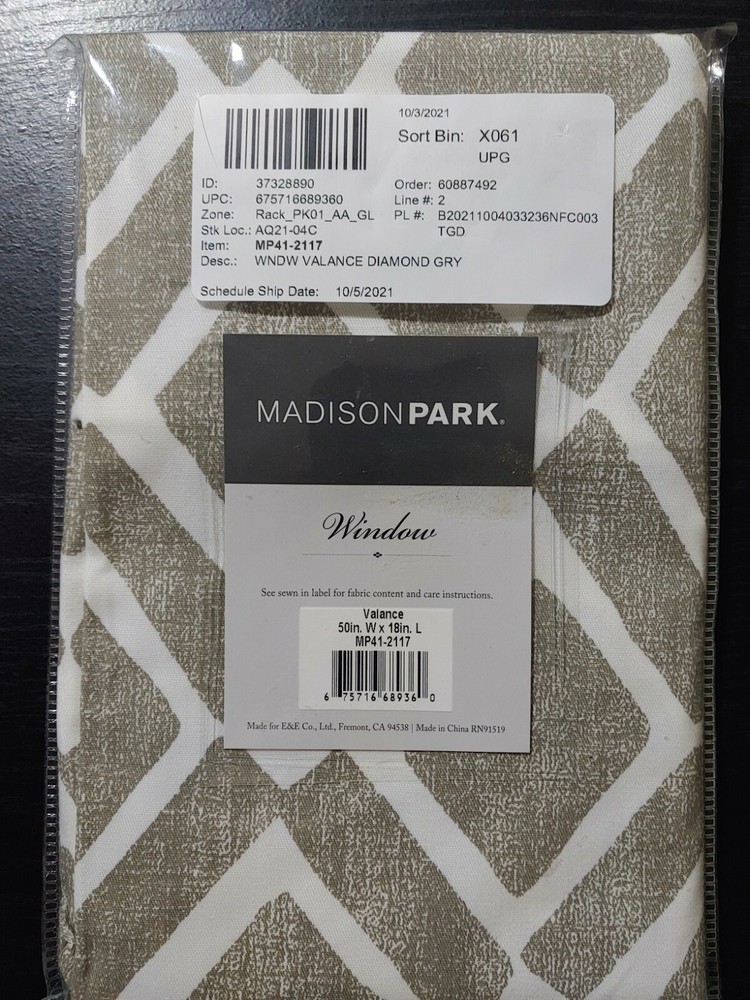 10/3/2021
Sort Bin: X061
UPG
ID: 37328890
UPC: 675716689360
Zone: Rack_PK01_AA_GL
Stk Loc.: AQ21-04C
Item: MP41-2117
Desc.: WNDW VALANCE DIAMOND GRY
Order: 60887492
Line #: 2
PL #: B20211004033236NFC003
TGD
Schedule Ship Date: 10/5/2021
MADISONPARK®
Window
See sewn in label for fabric content and care instructions.
Valance
50in. W x 18in. L
MP41-2117
6 75716 68936 0
Made for E&E Co., Ltd., Fremont, CA 94538 | Made in China RN91519